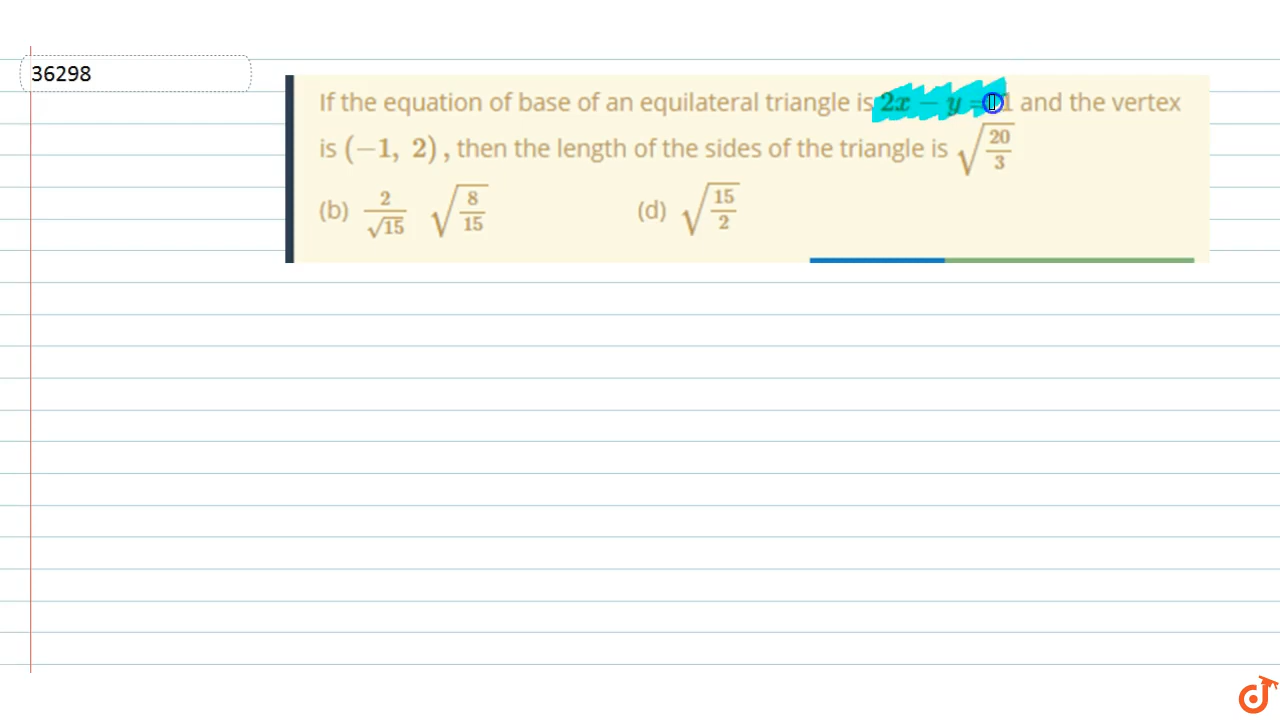 36298
If the equation of base of an equilateral triangle is 2x − y = 1 and the vertex
is (−1, 2), then the length of the sides of the triangle is √(20/3)
(b) 2/√15 √(8/15) (d) √(15/2)